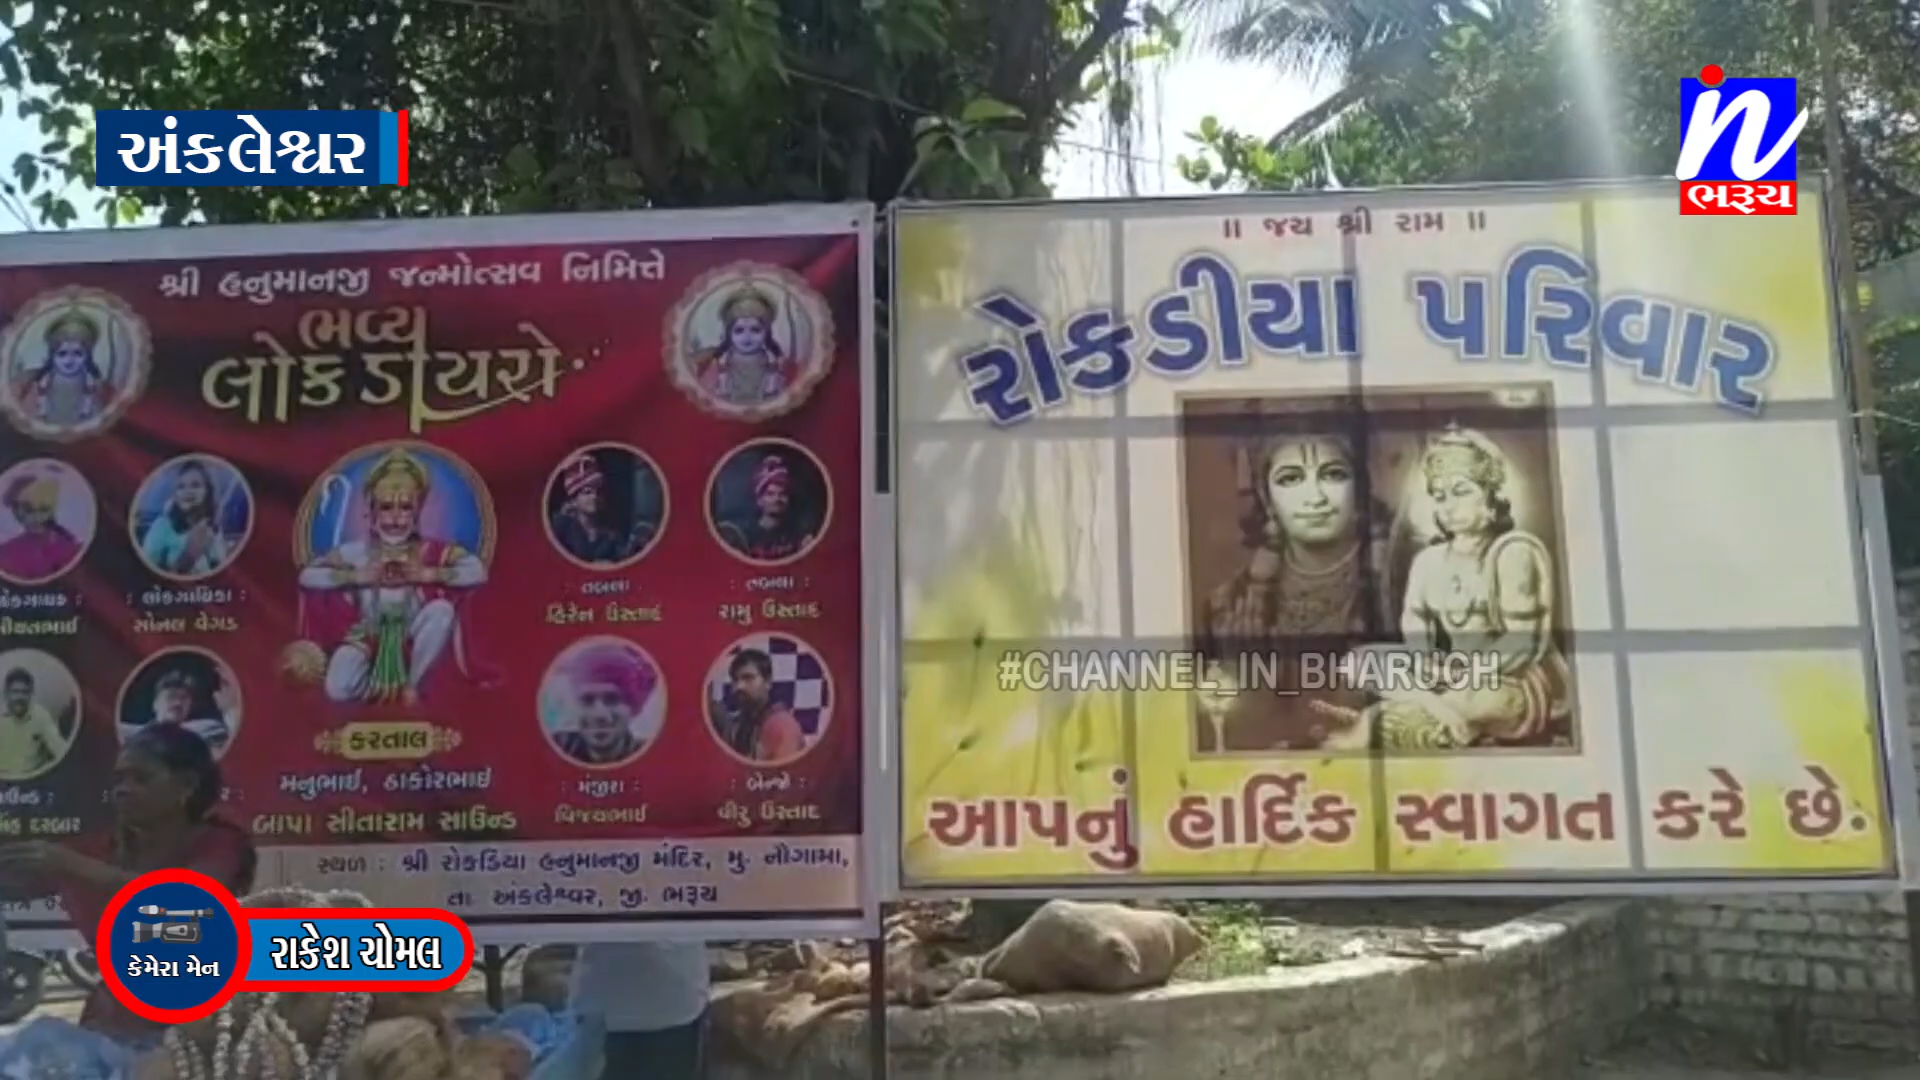 અંકલેશ્વર
in
ભરૂચ
શ્રી હનુમાનજી જન્મોત્સવ નિમિત્તે
ભવ્ય
લોકડાયરો
: લોકગાયિકા :
સોનલ વેગડ
: તબલા :
હિરેન ઉસ્તાદ
: તબલા :
રામુ ઉસ્તાદ
કરતાલ
મનુભાઈ, ઠાકોરભાઈ
બાપા સીતારામ સાઉન્ડ
: મંજીરા :
વિજયભાઈ
: બેન્જો :
વીરુ ઉસ્તાદ
સ્થળ : શ્રી રોકડિયા હનુમાનજી મંદિર, મુ. નૌગામા,
તા. અંકલેશ્વર, જી. ભરૂચ
॥ જય શ્રી રામ ॥
રોકડીયા પરિવાર
#CHANNEL_IN_BHARUCH
આપનું હાર્દિક સ્વાગત કરે છે.
કેમેરા મેન
રાકેશ ચોમલ